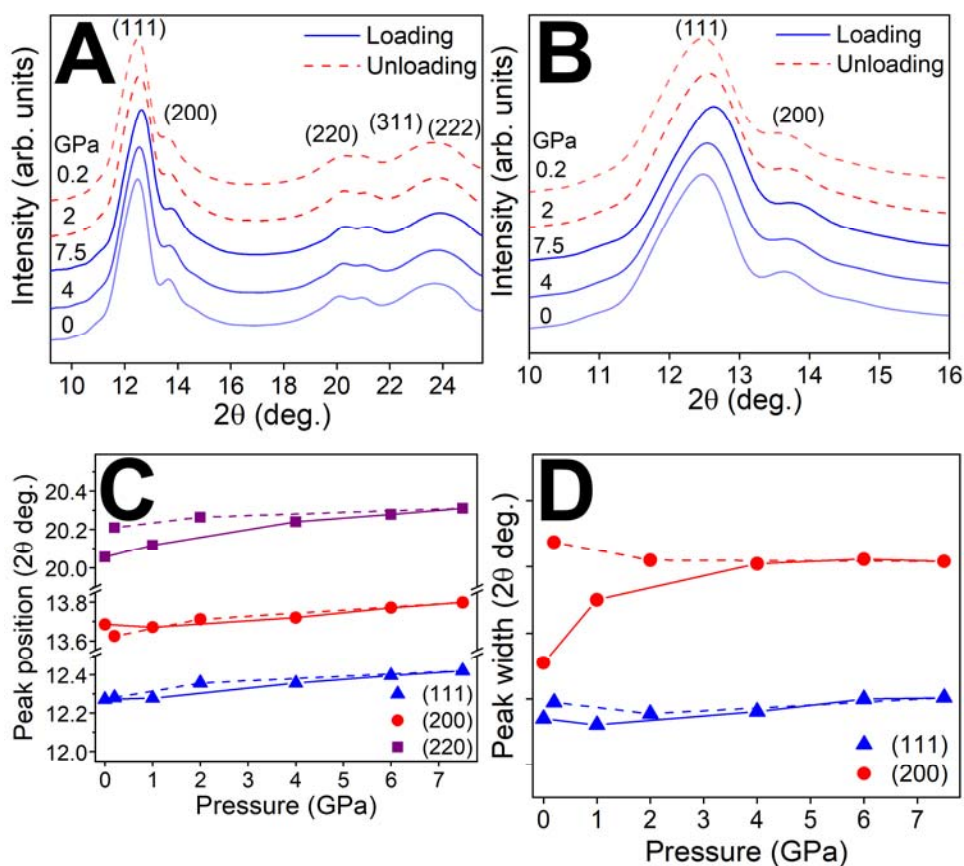 A
(111)
(200)
(220)
(311)
(222)
Loading
Unloading
GPa
0.2
2
7.5
4
0
Intensity (arb. units)
10 12 14 16 18 20 22 24
2θ (deg.)
B
(111)
(200)
Loading
Unloading
GPa
0.2
2
7.5
4
0
Intensity (arb. units)
10 11 12 13 14 15 16
2θ (deg.)
C
Peak position (2θ deg.)
20.4
20.2
20.0
13.8
13.6
12.4
12.2
12.0
(111)
(200)
(220)
0 1 2 3 4 5 6 7
Pressure (GPa)
D
Peak width (2θ deg.)
(111)
(200)
0 1 2 3 4 5 6 7
Pressure (GPa)